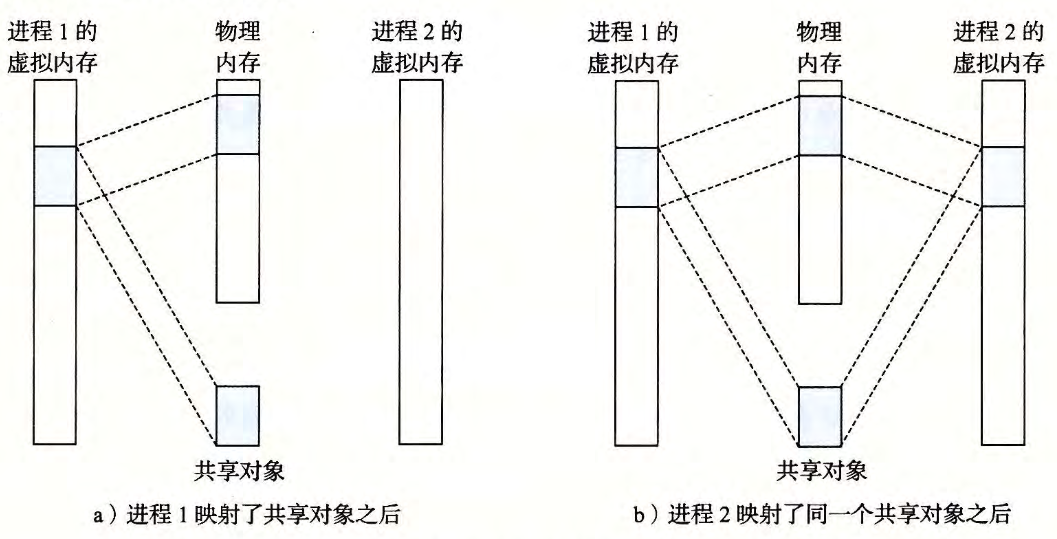 进程 1 的
虚拟内存
物理
内存
进程 2 的
虚拟内存
共享对象
a）进程 1 映射了共享对象之后
进程 1 的
虚拟内存
物理
内存
进程 2 的
虚拟内存
共享对象
b）进程 2 映射了同一个共享对象之后